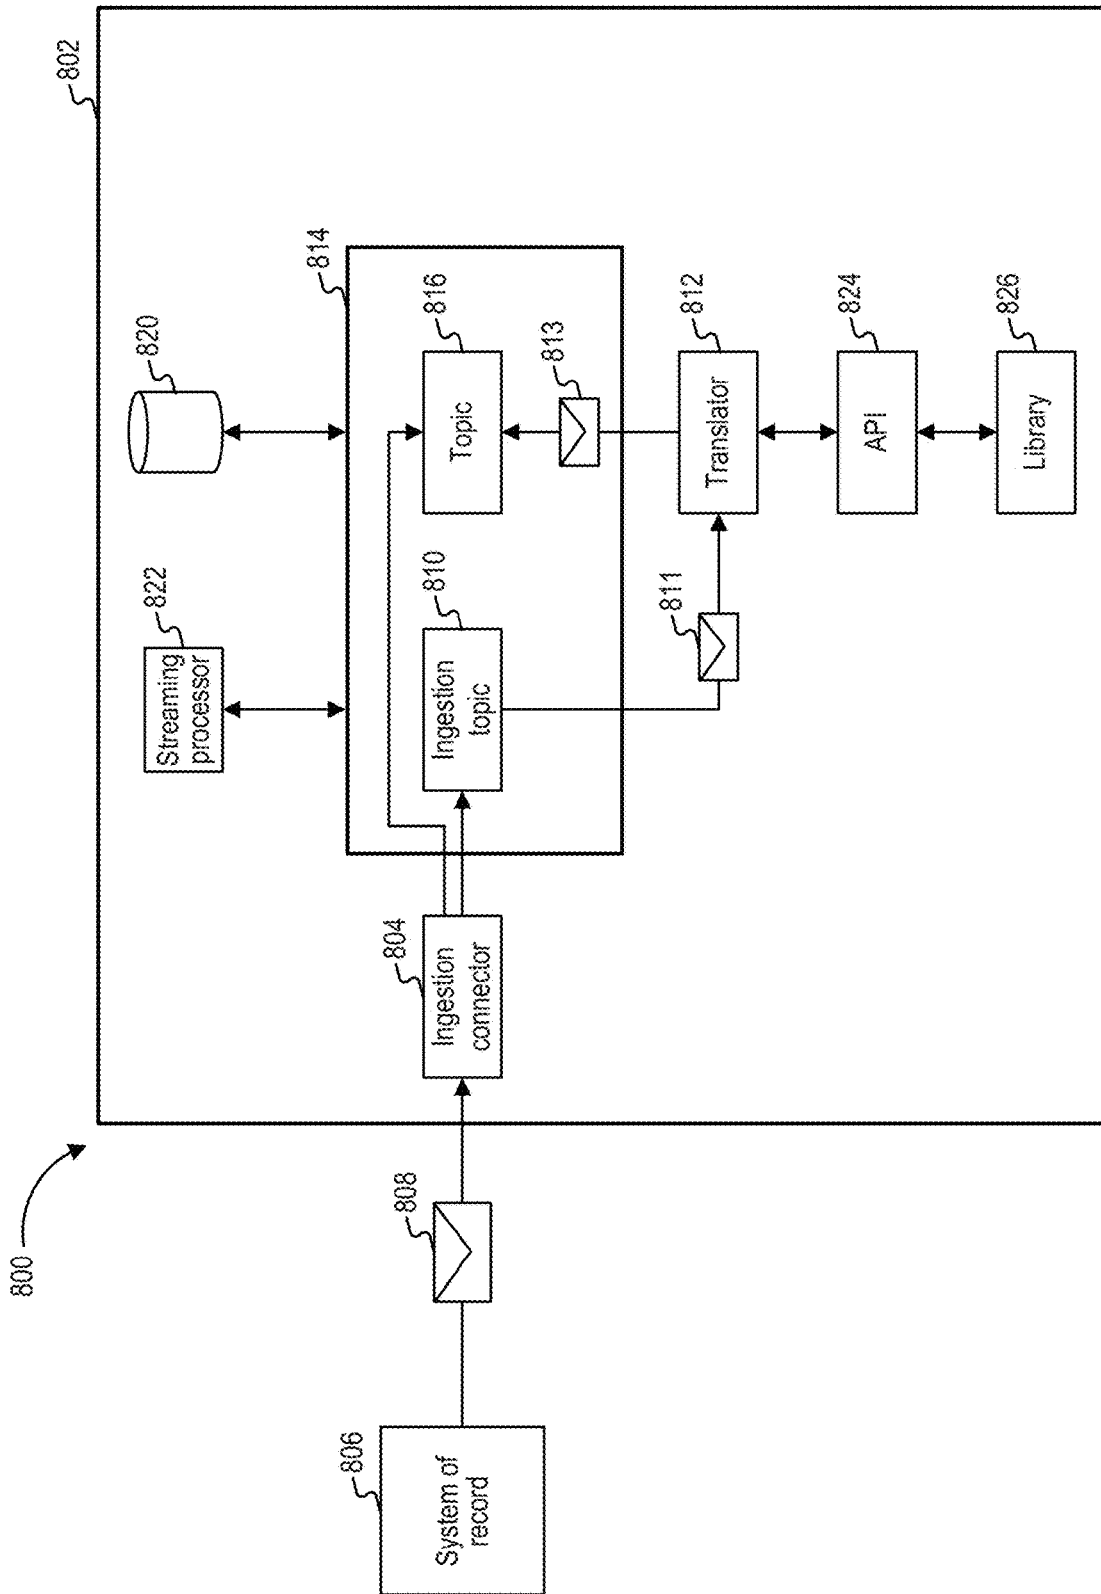 800
802
806
System of
record
808
804
Ingestion
connector
822
Streaming
processor
820
814
810
Ingestion
topic
816
Topic
813
811
812
Translator
824
API
826
Library